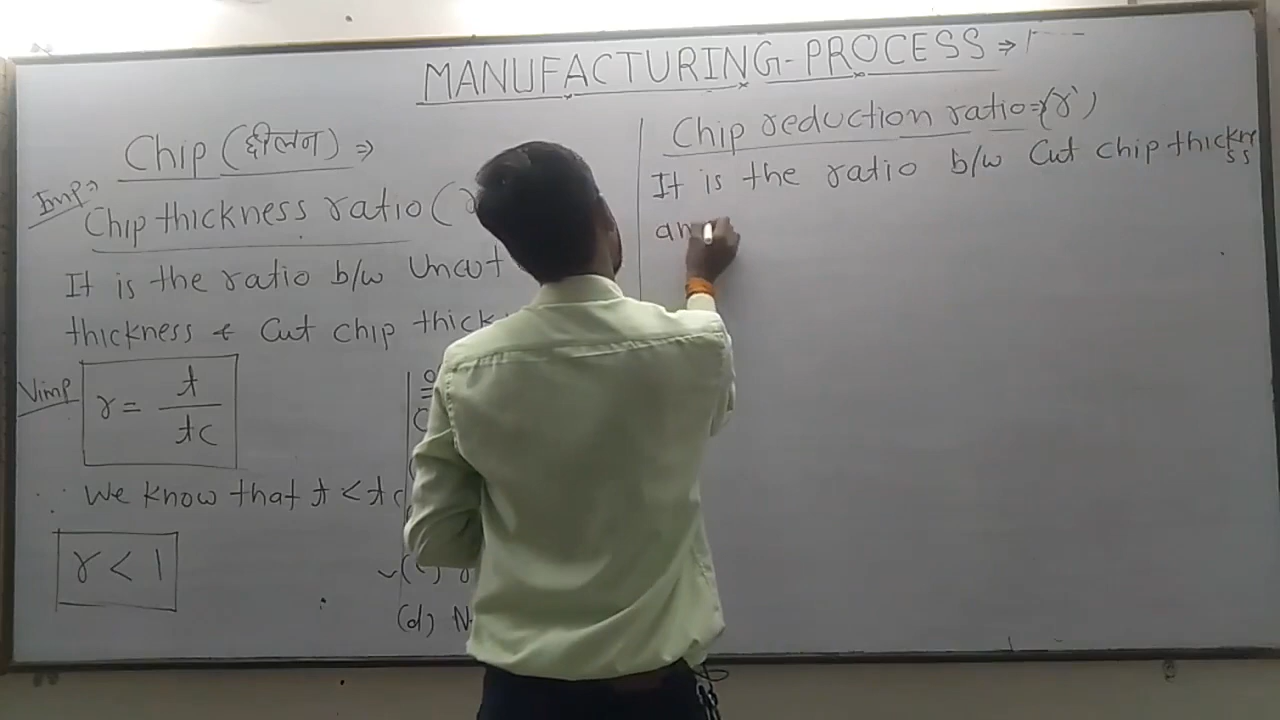 MANUFACTURING-PROCESS ⇒
Chip (छीलन) ⇒
Imp?
Chip thickness ratio (
It is the ratio b/w Uncut
thickness & Cut chip thick
Vimp
r = t/tc
∴ We know that t < tc
r < 1
(c) r
(d) N
Chip reduction ratio ⇒ (r')
It is the ratio b/w Cut chip thickness
an